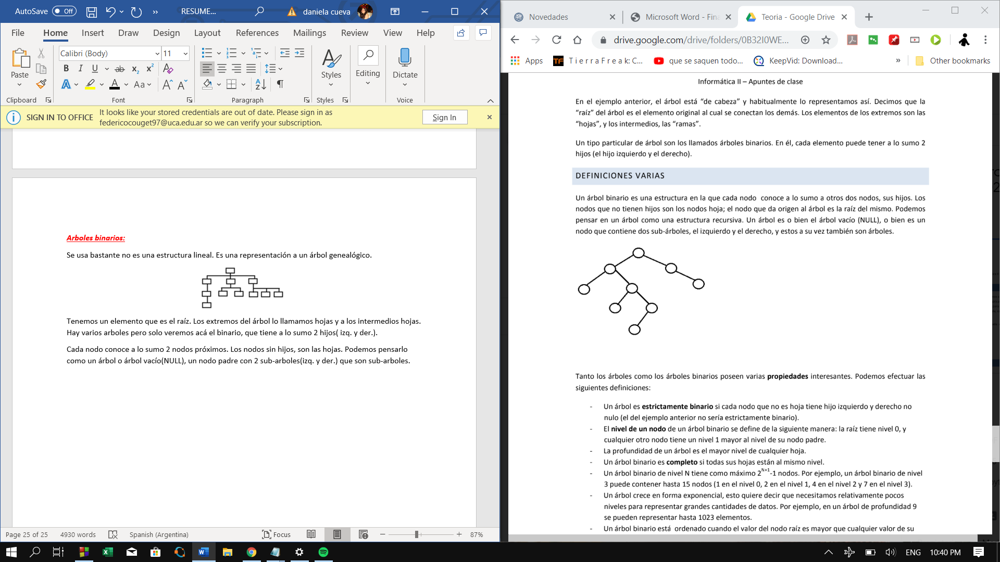 AutoSave Off RESUME... daniela cueva
File Home Insert Draw Design Layout References Mailings Review View Help
Paste
Calibri (Body) 11
Styles
Editing
Dictate
Clipboard Font Paragraph Styles Voice
SIGN IN TO OFFICE It looks like your stored credentials are out of date. Please sign in as
federicocouget97@uca.edu.ar so we can verify your subscription.
Sign In
Arboles binarios:
Se usa bastante no es una estructura lineal. Es una representación a un árbol genealógico.
Tenemos un elemento que es el raíz. Los extremos del árbol lo llamamos hojas y a los intermedios hojas.
Hay varios arboles pero solo veremos acá el binario, que tiene a lo sumo 2 hijos( izq. y der.).
Cada nodo conoce a lo sumo 2 nodos próximos. Los nodos sin hijos, son las hojas. Podemos pensarlo
como un árbol o árbol vacío(NULL), un nodo padre con 2 sub-arboles(izq. y der.) que son sub-arboles.
Page 25 of 25 4930 words Spanish (Argentina) Focus 87%
Novedades
Microsoft Word - Fina
Teoria - Google Drive
drive.google.com/drive/folders/0B32I0WE...
Apps T i e r r a F r e a k: C... que se saquen todo... KeepVid: Download... » Other bookmarks
Informática II – Apuntes de clase
En el ejemplo anterior, el árbol está “de cabeza” y habitualmente lo representamos así. Decimos que la
“raíz” del árbol es el elemento original al cual se conectan los demás. Los elementos de los extremos son las
“hojas”, y los intermedios, las “ramas”.
Un tipo particular de árbol son los llamados árboles binarios. En él, cada elemento puede tener a lo sumo 2
hijos (el hijo izquierdo y el derecho).
DEFINICIONES VARIAS
Un árbol binario es una estructura en la que cada nodo conoce a lo sumo a otros dos nodos, sus hijos. Los
nodos que no tienen hijos son los nodos hoja; el nodo que da origen al árbol es la raíz del mismo. Podemos
pensar en un árbol como una estructura recursiva. Un árbol es o bien el árbol vacío (NULL), o bien es un
nodo que contiene dos sub-árboles, el izquierdo y el derecho, y estos a su vez también son árboles.
Tanto los árboles como los árboles binarios poseen varias propiedades interesantes. Podemos efectuar las
siguientes definiciones:
- Un árbol es estrictamente binario si cada nodo que no es hoja tiene hijo izquierdo y derecho no
nulo (el del ejemplo anterior no sería estrictamente binario).
- El nivel de un nodo de un árbol binario se define de la siguiente manera: la raíz tiene nivel 0, y
cualquier otro nodo tiene un nivel 1 mayor al nivel de su nodo padre.
- La profundidad de un árbol es el mayor nivel de cualquier hoja.
- Un árbol binario es completo si todas sus hojas están al mismo nivel.
- Un árbol binario de nivel N tiene como máximo 2^N+1-1 nodos. Por ejemplo, un árbol binario de nivel
3 puede contener hasta 15 nodos (1 en el nivel 0, 2 en el nivel 1, 4 en el nivel 2 y 7 en el nivel 3).
- Un árbol crece en forma exponencial, esto quiere decir que necesitamos relativamente pocos
niveles para representar grandes cantidades de datos. Por ejemplo, en un árbol de profundidad 9
se pueden representar hasta 1023 elementos.
- Un árbol binario está ordenado cuando el valor del nodo raíz es mayor que cualquier valor de su
ENG 10:40 PM